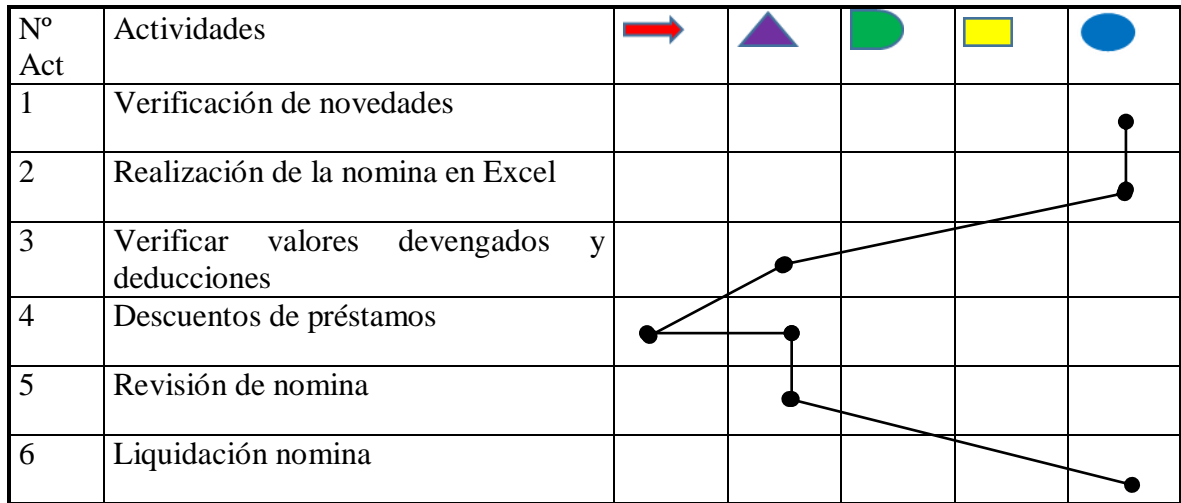 Nº Actividades
Act
1 Verificación de novedades
2 Realización de la nomina en Excel
3 Verificar valores devengados y
deducciones
4 Descuentos de préstamos
5 Revisión de nomina
6 Liquidación nomina